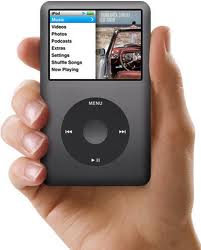 iPod
Music
Videos
Photos
Podcasts
Extras
Settings
Shuffle Songs
Now Playing
MENU